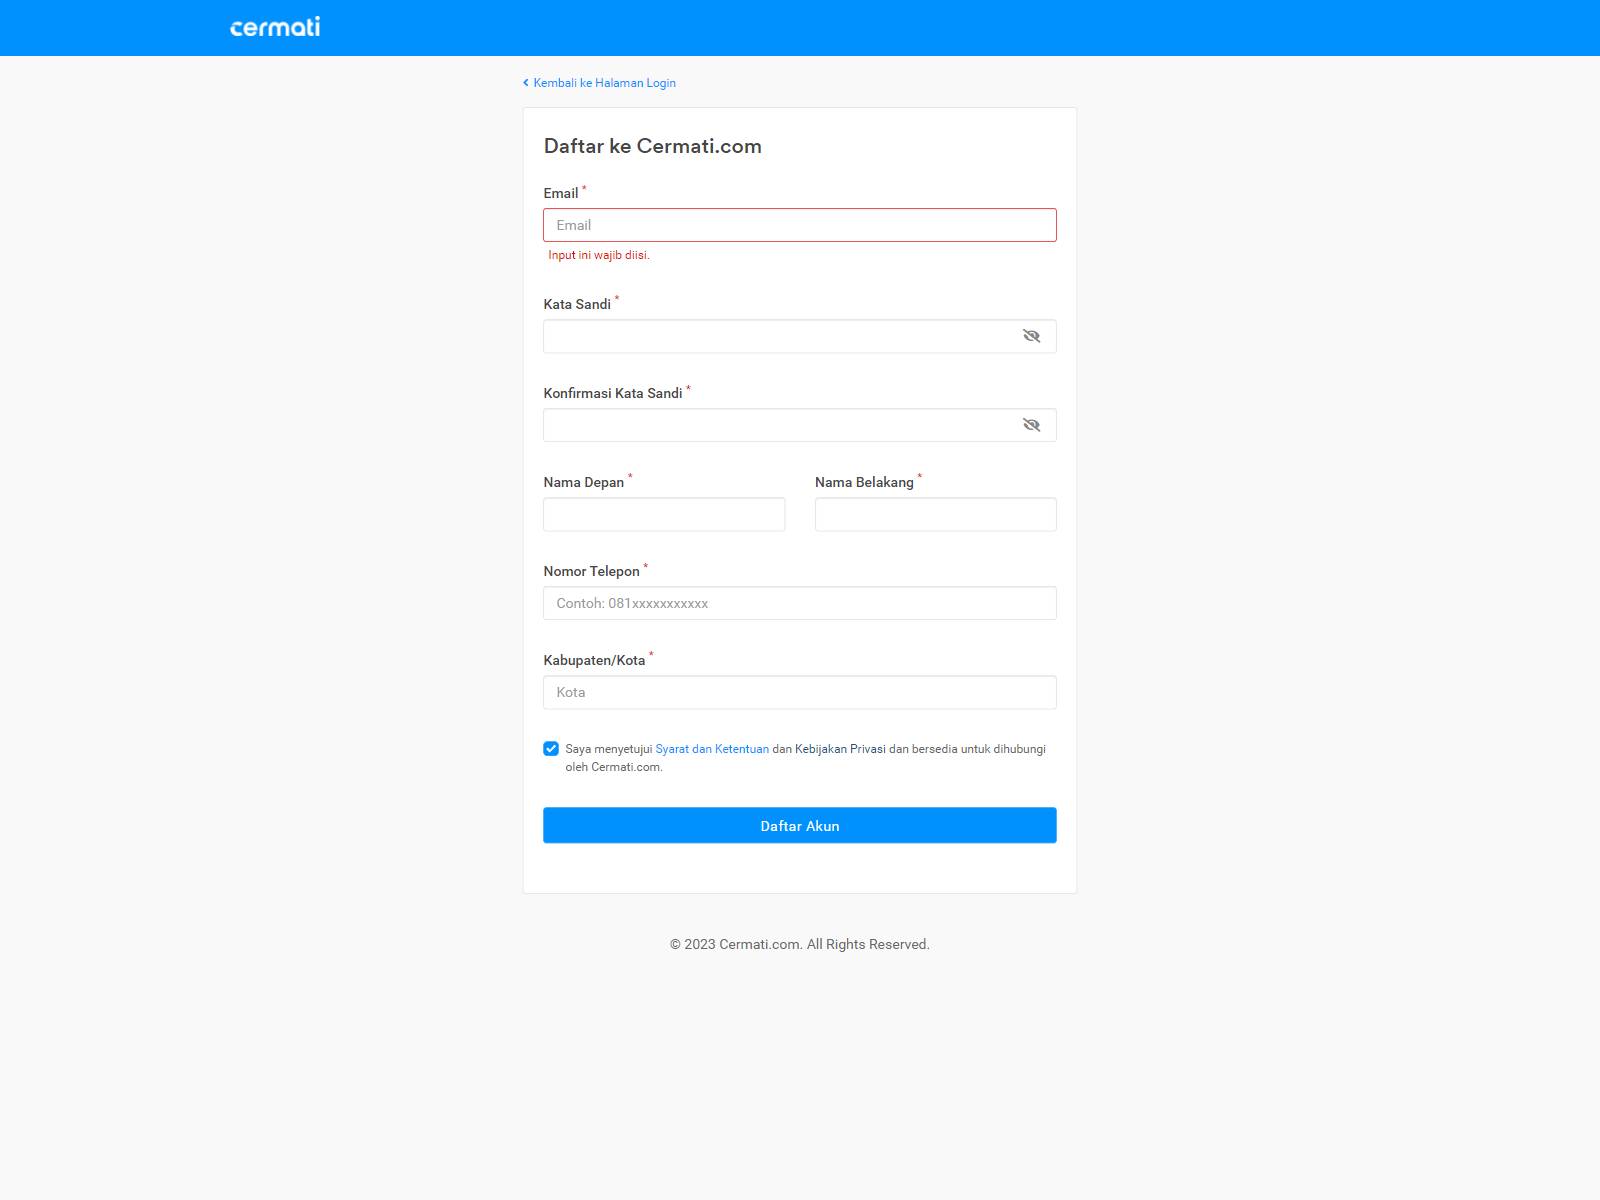 cermati
Kembali ke Halaman Login
Daftar ke Cermati.com
Email *
Email
Input ini wajib diisi.
Kata Sandi *
Konfirmasi Kata Sandi *
Nama Depan *
Nama Belakang *
Nomor Telepon *
Contoh: 081xxxxxxxxxxx
Kabupaten/Kota *
Kota
Saya menyetujui Syarat dan Ketentuan dan Kebijakan Privasi dan bersedia untuk dihubungi
oleh Cermati.com.
Daftar Akun
© 2023 Cermati.com. All Rights Reserved.